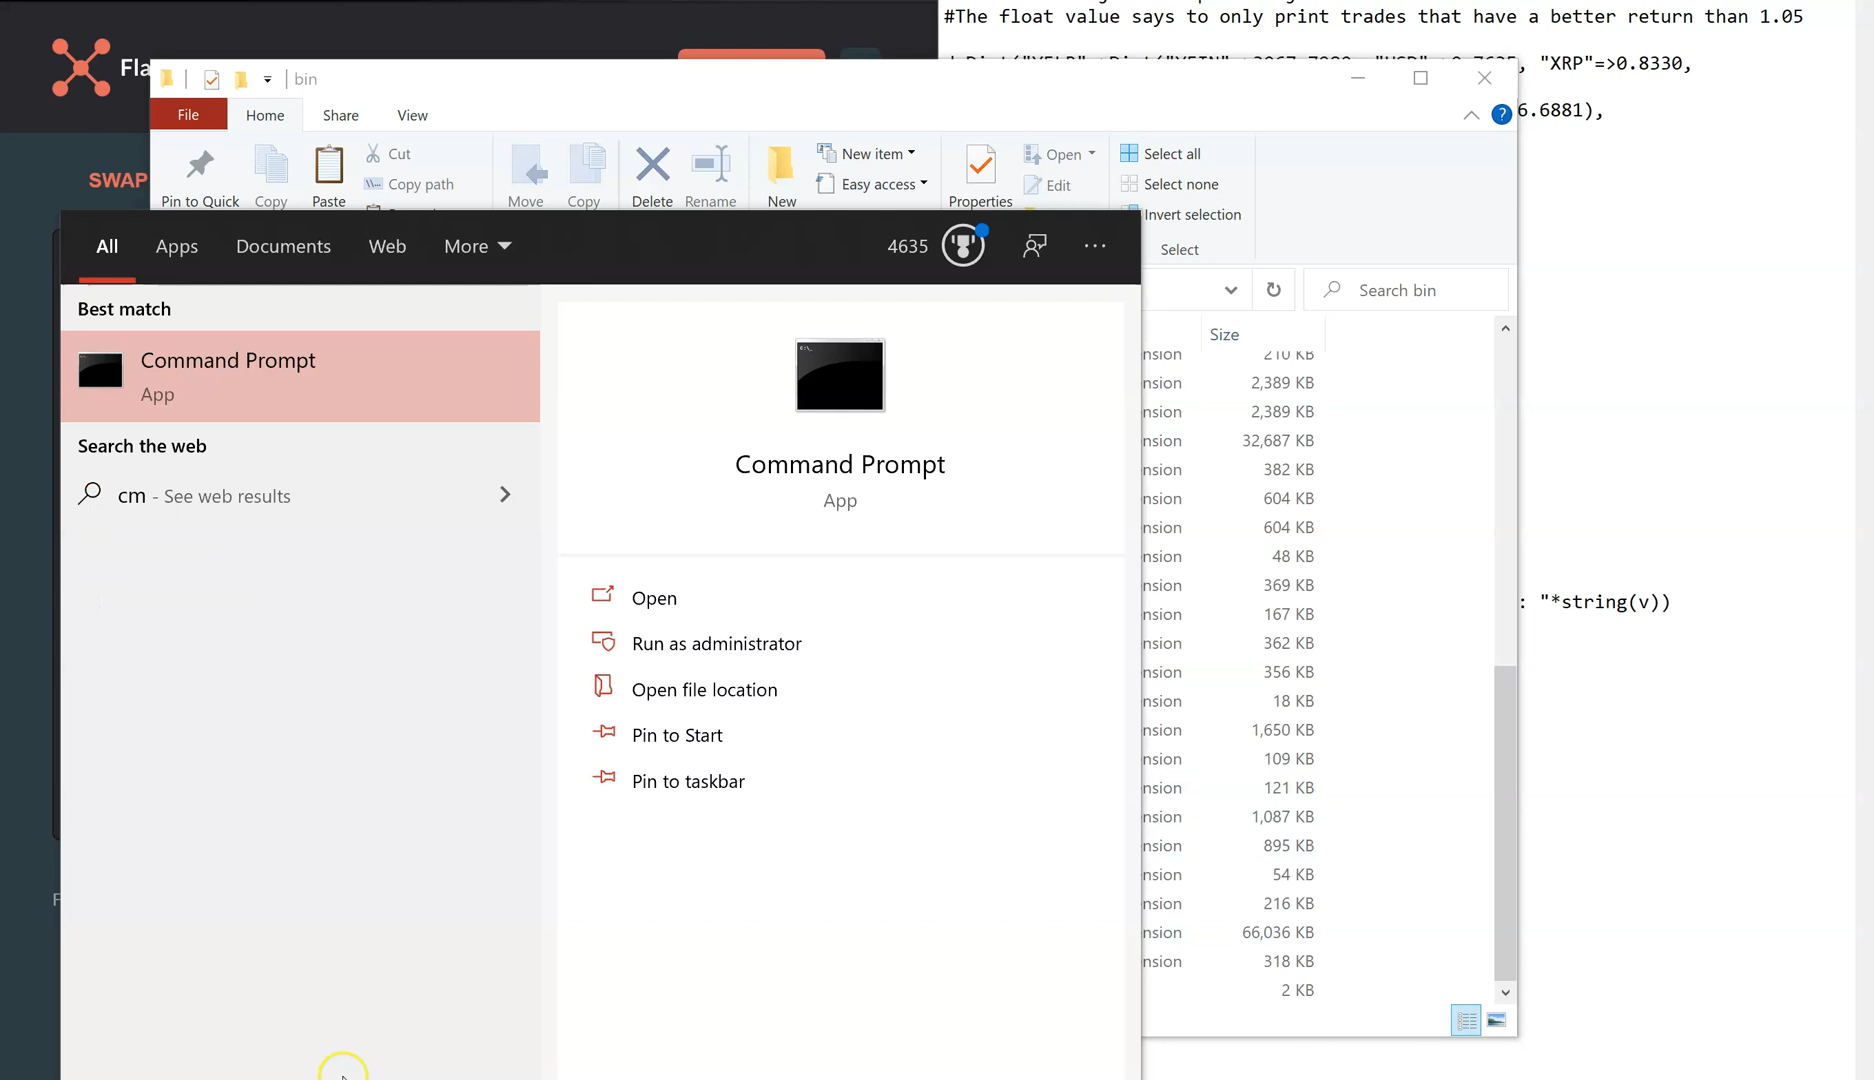 #The float value says to only print trades that have a better return than 1.05
Fla
bin
"XRP"=>0.8330,
File
Home
Share
View
6.6881),
SWAP
Pin to Quick
Copy
Paste
Cut
Copy path
Move
Copy
Delete
Rename
New
New item
Easy access
Properties
Open
Edit
Select all
Select none
Invert selection
Select
All
Apps
Documents
Web
More
4635
Search bin
Best match
Command Prompt
App
Search the web
cm - See web results
Command Prompt
App
Open
Run as administrator
Open file location
Pin to Start
Pin to taskbar
Size
nsion 210 KB
nsion 2,389 KB
nsion 2,389 KB
nsion 32,687 KB
nsion 382 KB
nsion 604 KB
nsion 604 KB
nsion 48 KB
nsion 369 KB
nsion 167 KB
nsion 362 KB
nsion 356 KB
nsion 18 KB
nsion 1,650 KB
nsion 109 KB
nsion 121 KB
nsion 1,087 KB
nsion 895 KB
nsion 54 KB
nsion 216 KB
nsion 66,036 KB
nsion 318 KB
2 KB
: "*string(v))
F